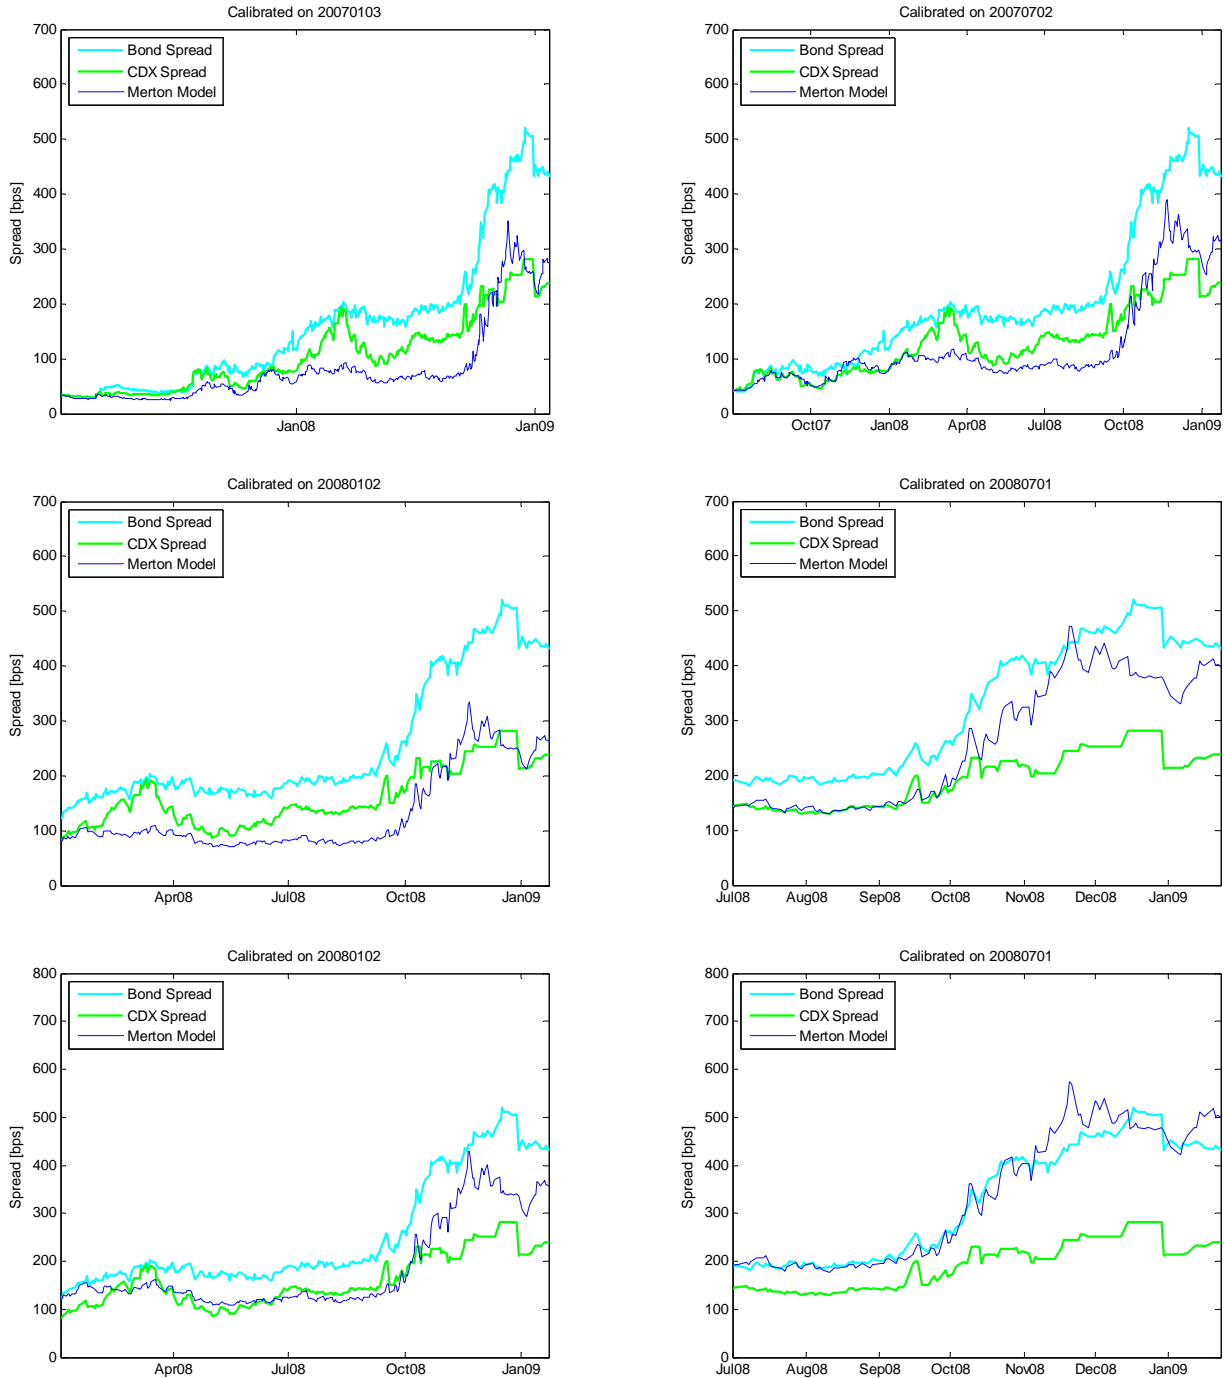 Calibrated on 20070103
700
600
500
400
300
200
100
0
Spread [bps]
Bond Spread
CDX Spread
Merton Model
Jan08
Jan09
Calibrated on 20070702
700
600
500
400
300
200
100
0
Spread [bps]
Bond Spread
CDX Spread
Merton Model
Oct07
Jan08
Apr08
Jul08
Oct08
Jan09
Calibrated on 20080102
700
600
500
400
300
200
100
0
Spread [bps]
Bond Spread
CDX Spread
Merton Model
Apr08
Jul08
Oct08
Jan09
Calibrated on 20080701
700
600
500
400
300
200
100
0
Spread [bps]
Bond Spread
CDX Spread
Merton Model
Jul08
Aug08
Sep08
Oct08
Nov08
Dec08
Jan09
Calibrated on 20080102
800
700
600
500
400
300
200
100
0
Spread [bps]
Bond Spread
CDX Spread
Merton Model
Apr08
Jul08
Oct08
Jan09
Calibrated on 20080701
800
700
600
500
400
300
200
100
0
Spread [bps]
Bond Spread
CDX Spread
Merton Model
Jul08
Aug08
Sep08
Oct08
Nov08
Dec08
Jan09